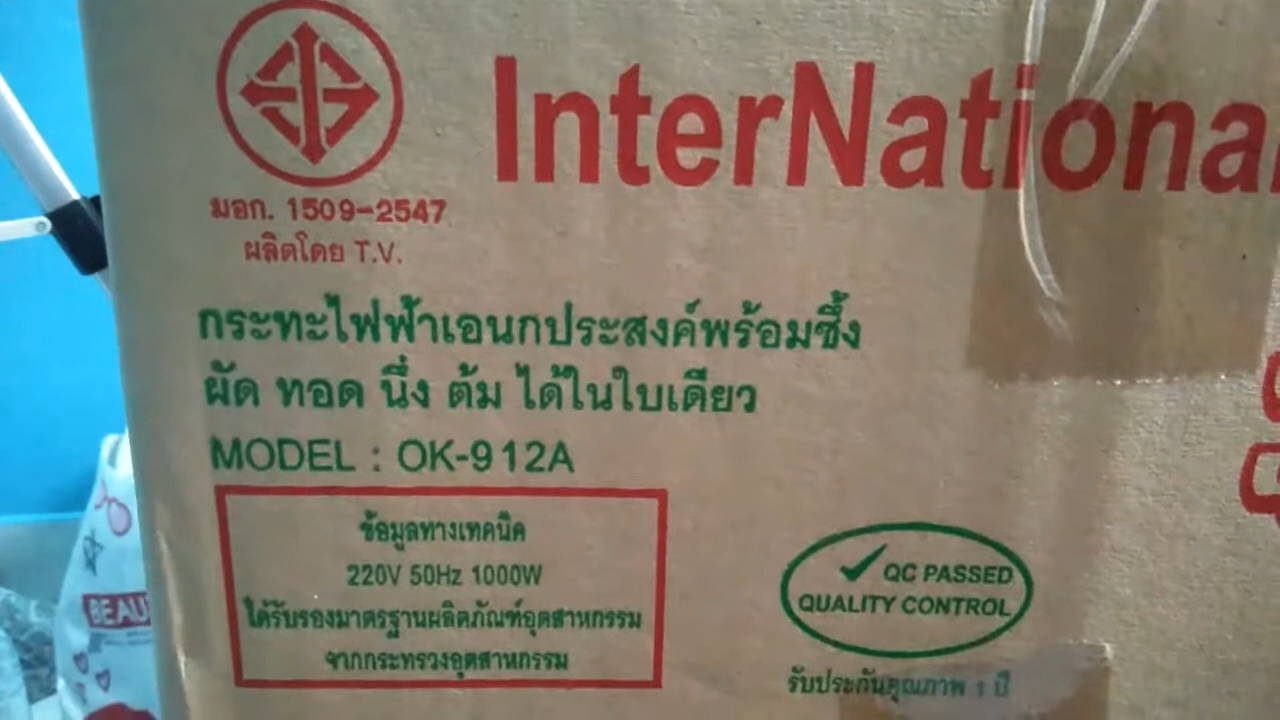 InterNational
มอก. 1509-2547
ผลิตโดย T.V.
กระทะไฟฟ้าเอนกประสงค์พร้อมซึ้ง
ผัด ทอด นึ่ง ต้ม ได้ในใบเดียว
MODEL : OK-912A
ข้อมูลทางเทคนิค
220V 50Hz 1000W
ได้รับรองมาตรฐานผลิตภัณฑ์อุตสาหกรรม
จากกระทรวงอุตสาหกรรม
QC PASSED
QUALITY CONTROL
รับประกันคุณภาพ 1 ปี
BEAU